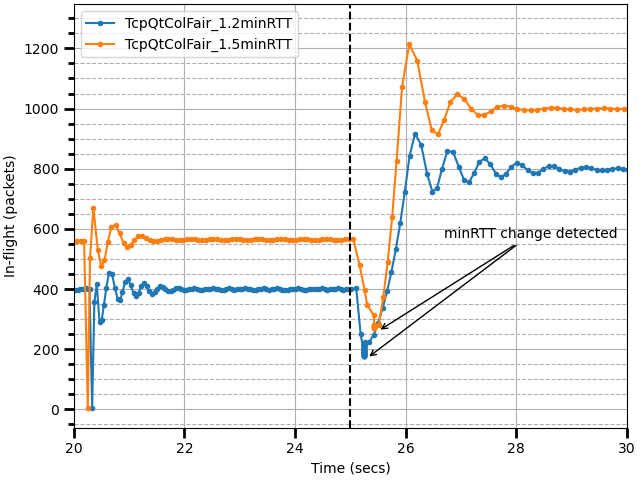 TcpQtColFair_1.2minRTT
TcpQtColFair_1.5minRTT
1200
1000
800
600
400
200
0
In-flight (packets)
minRTT change detected
20
22
24
26
28
30
Time (secs)